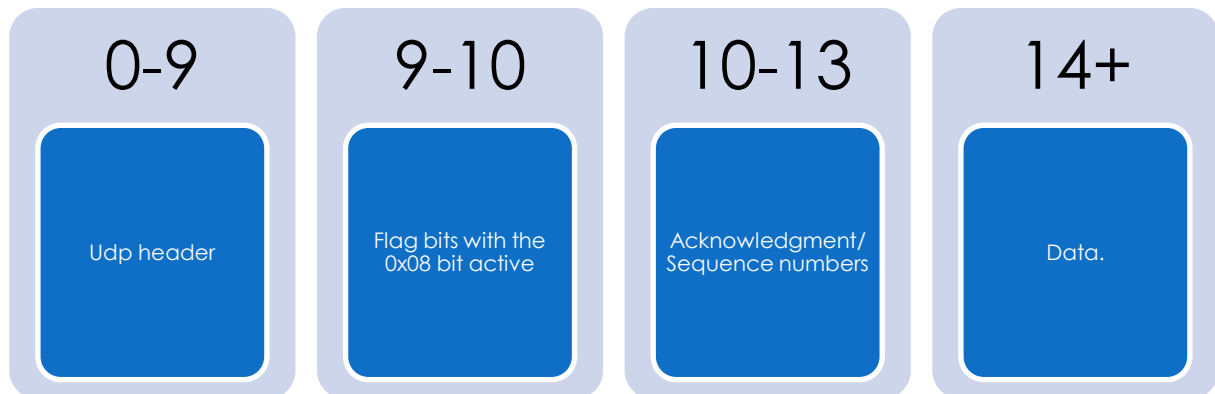 0-9
Udp header
9-10
Flag bits with the
0x08 bit active
10-13
Acknowledgment/
Sequence numbers
14+
Data.